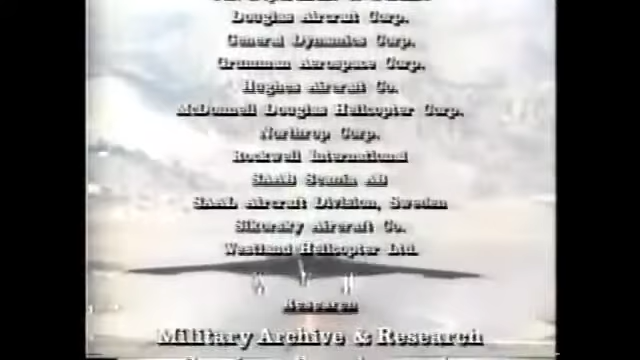 Douglas Aircraft Corp.
General Dynamics Corp.
Grumman Aerospace Corp.
Hughes Aircraft Co.
McDonnell Douglas Helicopter Corp.
Northrop Corp.
Rockwell International
SAAB Scania AB
SAAB Aircraft Division, Sweden
Sikorsky Aircraft Co.
Westland Helicopter Ltd.
Research
Military Archive & Research